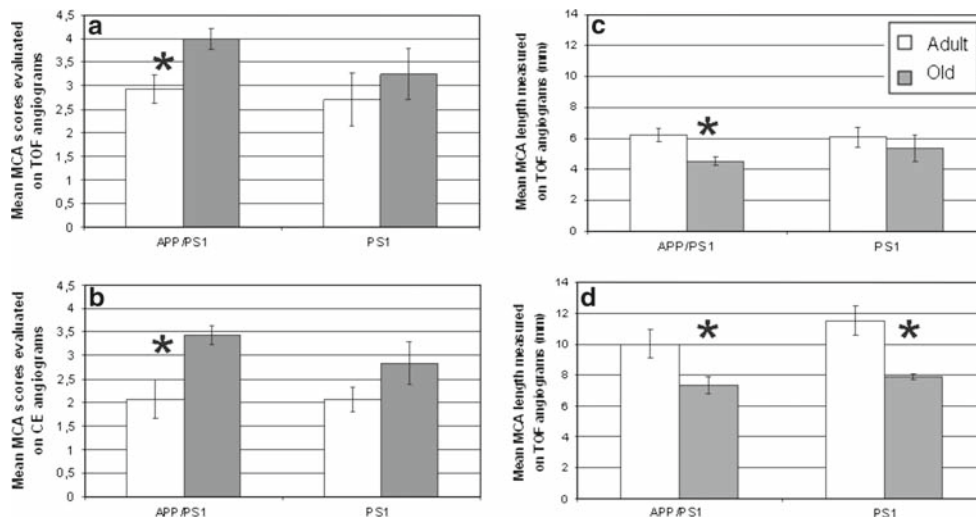 a
Mean MCA scores evaluated
on TOF angiograms
4,5
4
3,5
3
2,5
2
1,5
1
0,5
0
*
APP/PS1
PS1
c
Mean MCA length measured
on TOF angiograms (mm)
14
12
10
8
6
4
2
0
*
APP/PS1
PS1
Adult
Old
b
Mean MCA scores evaluated
on CE angiograms
4,5
4
3,5
3
2,5
2
1,5
1
0,5
0
*
APP/PS1
PS1
d
Mean MCA length measured
on TOF angiograms (mm)
14
12
10
8
6
4
2
0
*
*
APP/PS1
PS1